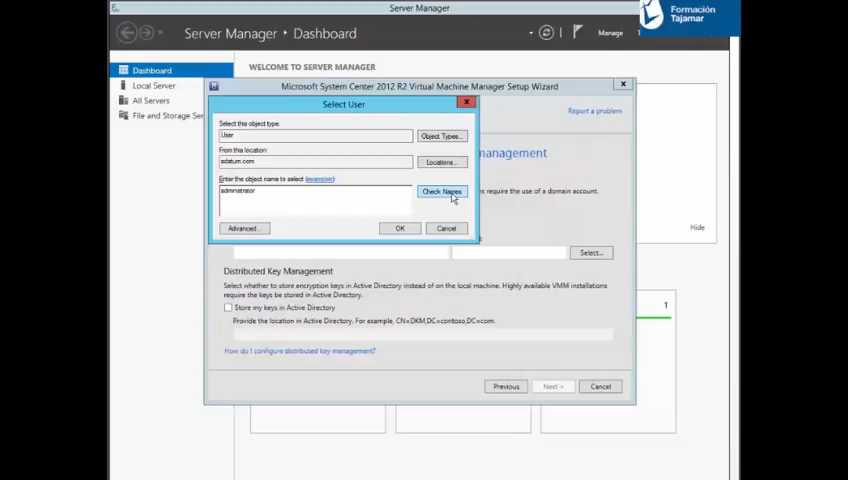 Server Manager
Formación
Tajamar
Server Manager • Dashboard
Manage
Dashboard
Local Server
All Servers
File and Storage Ser
WELCOME TO SERVER MANAGER
Microsoft System Center 2012 R2 Virtual Machine Manager Setup Wizard
Select User
Report a problem
Select this object type:
User
Object Types...
From this location:
adatum.com
Locations...
anagement
Enter the object name to select (examples):
administrator
Check Names
s require the use of a domain account.
Advanced...
OK
Cancel
Hide
Select...
Distributed Key Management
Select whether to store encryption keys in Active Directory instead of on the local machine. Highly available VMM installations
require the keys be stored in Active Directory.
Store my keys in Active Directory
1
Provide the location in Active Directory. For example, CN=DKM,DC=contoso,DC=com.
How do I configure distributed key management?
Previous
Next >
Cancel